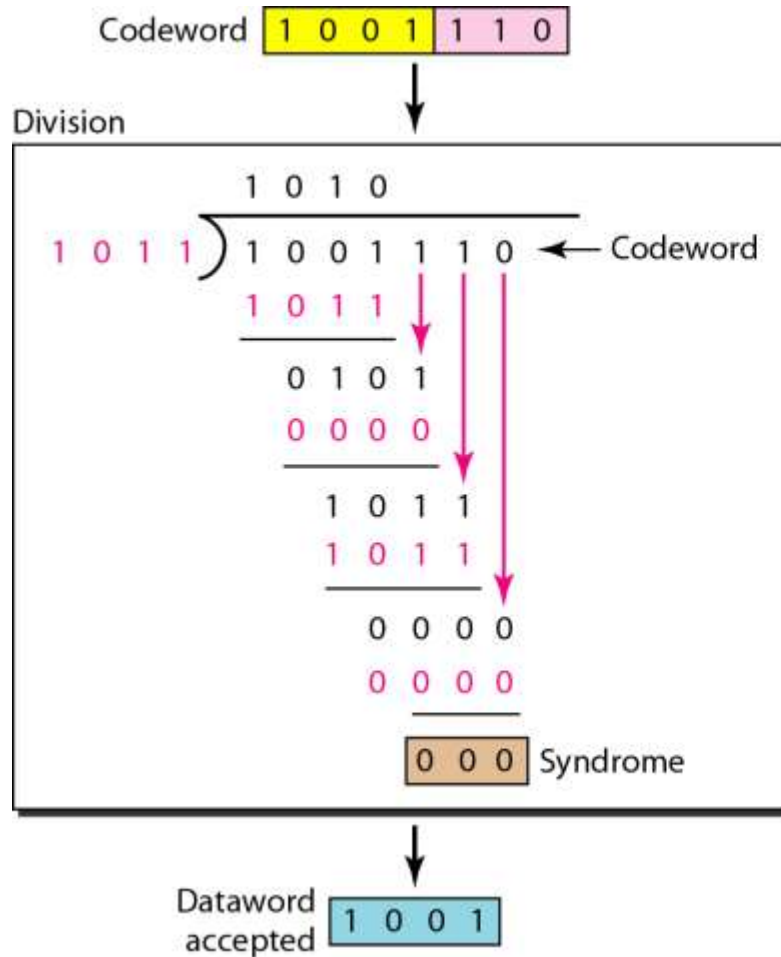 Codeword 1 0 0 1 1 1 0
Division
1 0 1 0
1 0 1 1 1 0 0 1 1 1 0 Codeword
1 0 1 1
0 1 0 1
0 0 0 0
1 0 1 1
1 0 1 1
0 0 0 0
0 0 0 0
0 0 0 Syndrome
Dataword
accepted 1 0 0 1